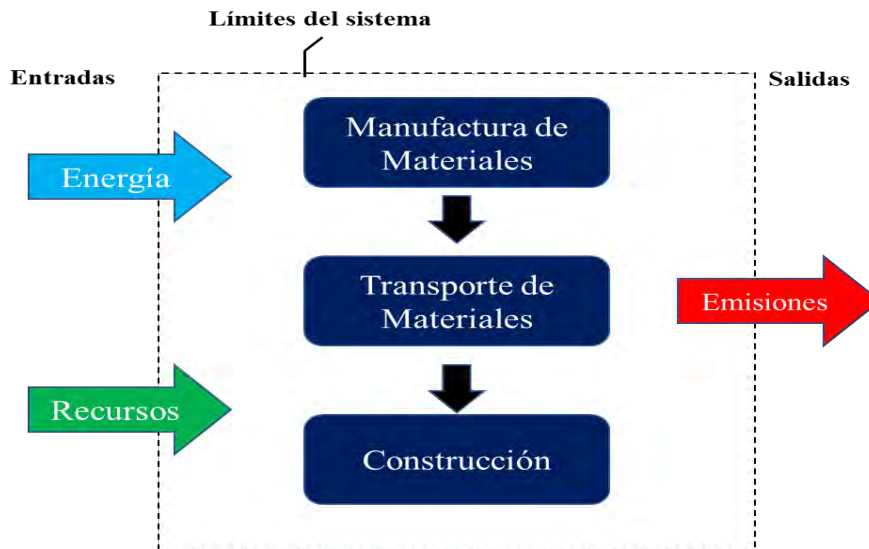 Límites del sistema
Entradas
Salidas
Manufactura de
Materiales
Energía
Transporte de
Materiales
Emisiones
Recursos
Construcción